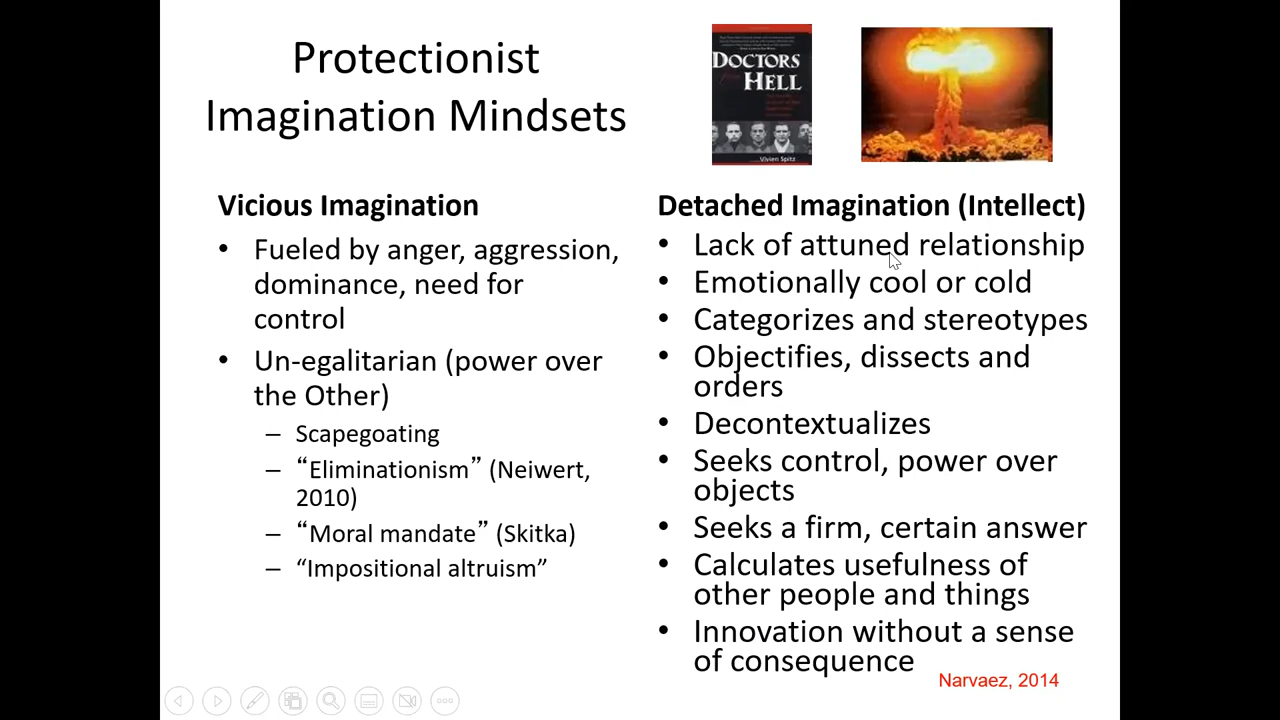 Protectionist
Imagination Mindsets
DOCTORS
from HELL
Vivien Spitz
Vicious Imagination
• Fueled by anger, aggression,
dominance, need for
control
• Un-egalitarian (power over
the Other)
– Scapegoating
– “Eliminationism” (Neiwert,
2010)
– “Moral mandate” (Skitka)
– “Impositional altruism”
Detached Imagination (Intellect)
• Lack of attuned relationship
• Emotionally cool or cold
• Categorizes and stereotypes
• Objectifies, dissects and
orders
• Decontextualizes
• Seeks control, power over
objects
• Seeks a firm, certain answer
• Calculates usefulness of
other people and things
• Innovation without a sense
of consequence
Narvaez, 2014